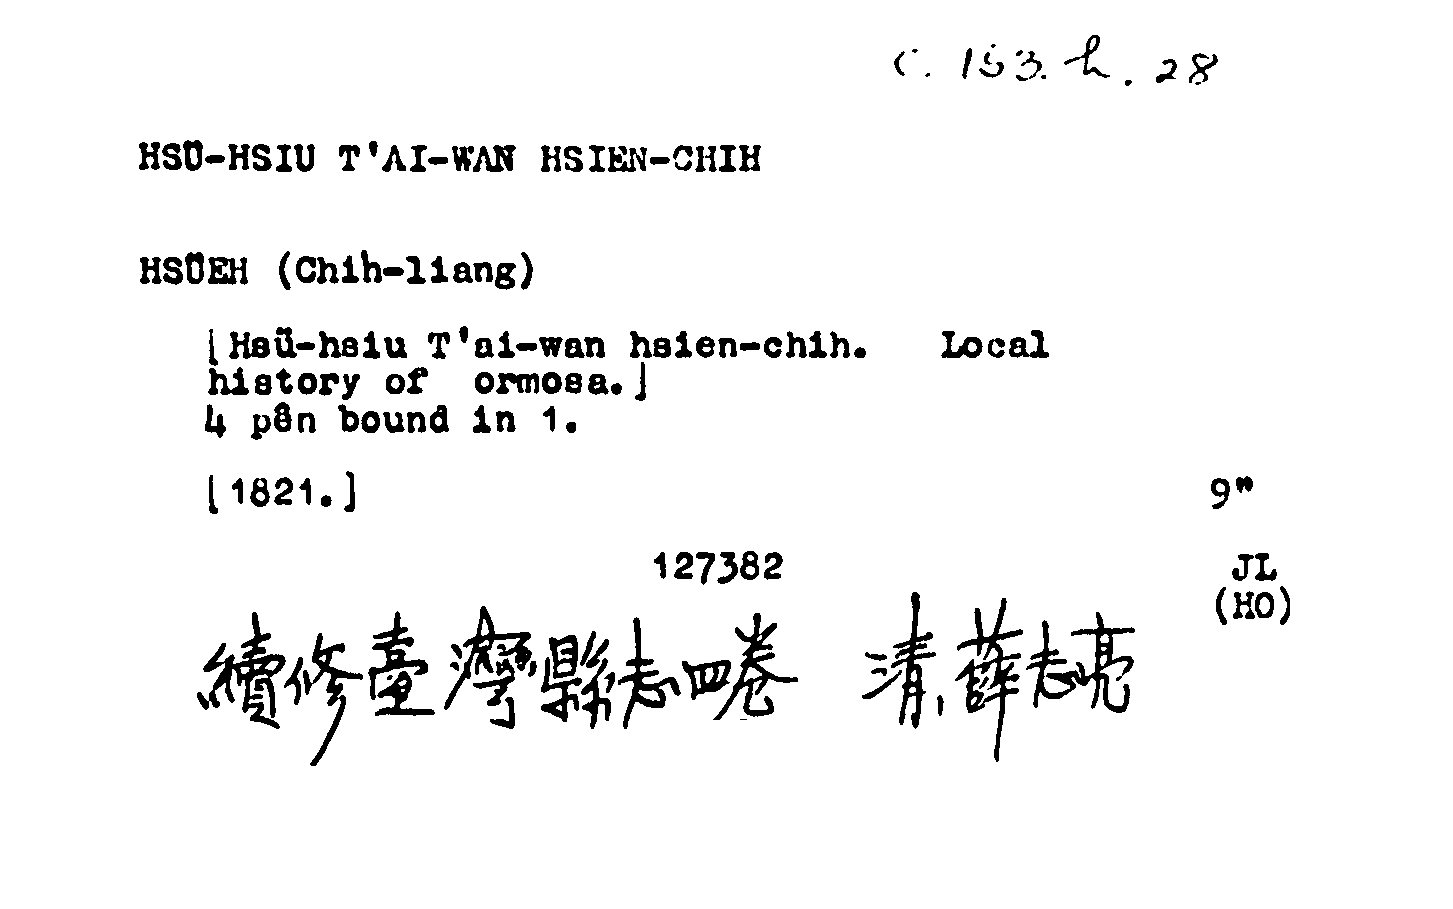 c. 153. h. 28
HSÜ-HSIU T'AI-WAN HSIEN-CHIH
HSÜEH (Chih-liang)
[Hsü-hsiu T'ai-wan hsien-chih. Local
history of ormosa.]
4 pên bound in 1.
[1821.] 9"
127382 JL
(HO)
續修臺灣縣志四卷 清 薛志亮